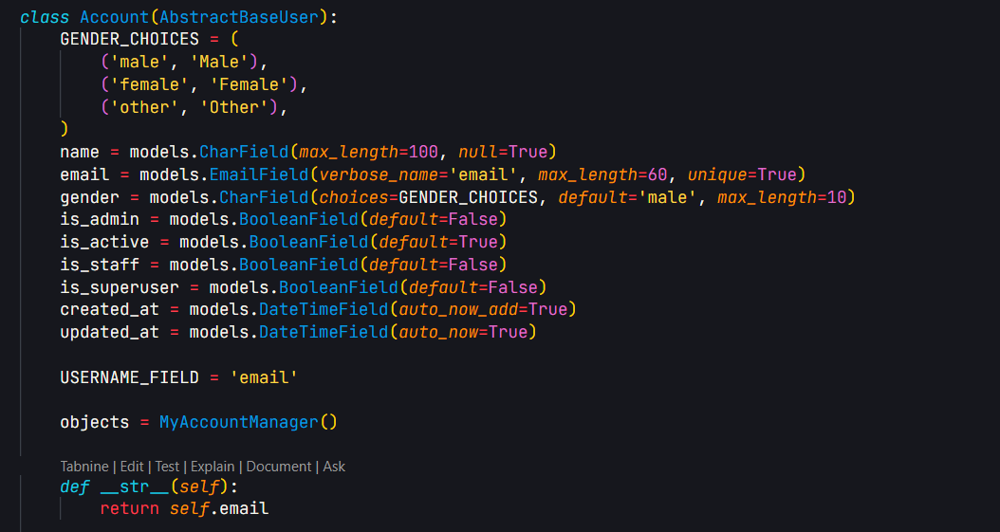 class Account(AbstractBaseUser):
    GENDER_CHOICES = (
        ('male', 'Male'),
        ('female', 'Female'),
        ('other', 'Other'),
    )
    name = models.CharField(max_length=100, null=True)
    email = models.EmailField(verbose_name='email', max_length=60, unique=True)
    gender = models.CharField(choices=GENDER_CHOICES, default='male', max_length=10)
    is_admin = models.BooleanField(default=False)
    is_active = models.BooleanField(default=True)
    is_staff = models.BooleanField(default=False)
    is_superuser = models.BooleanField(default=False)
    created_at = models.DateTimeField(auto_now_add=True)
    updated_at = models.DateTimeField(auto_now=True)

    USERNAME_FIELD = 'email'

    objects = MyAccountManager()

    Tabnine | Edit | Test | Explain | Document | Ask
    def __str__(self):
        return self.email